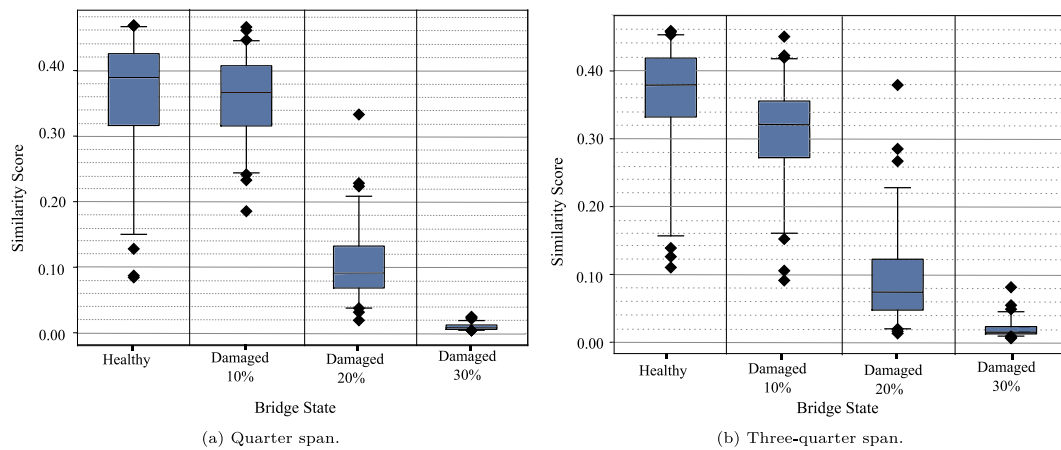 0.40
0.30
0.20
0.10
0.00
Similarity Score
Healthy
Damaged
10%
Damaged
20%
Damaged
30%
Bridge State
(a) Quarter span.
0.40
0.30
0.20
0.10
0.00
Similarity Score
Healthy
Damaged
10%
Damaged
20%
Damaged
30%
Bridge State
(b) Three-quarter span.